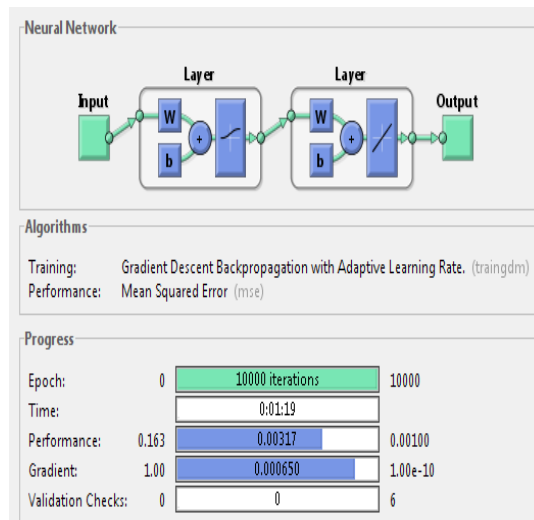 Neural Network
Layer Layer
Input Output
W W
+ +
b b
Algorithms
Training: Gradient Descent Backpropagation with Adaptive Learning Rate. (traingdm)
Performance: Mean Squared Error (mse)
Progress
Epoch: 0 10000 iterations 10000
Time: 0:01:19
Performance: 0.163 0.00317 0.00100
Gradient: 1.00 0.000650 1.00e-10
Validation Checks: 0 0 6